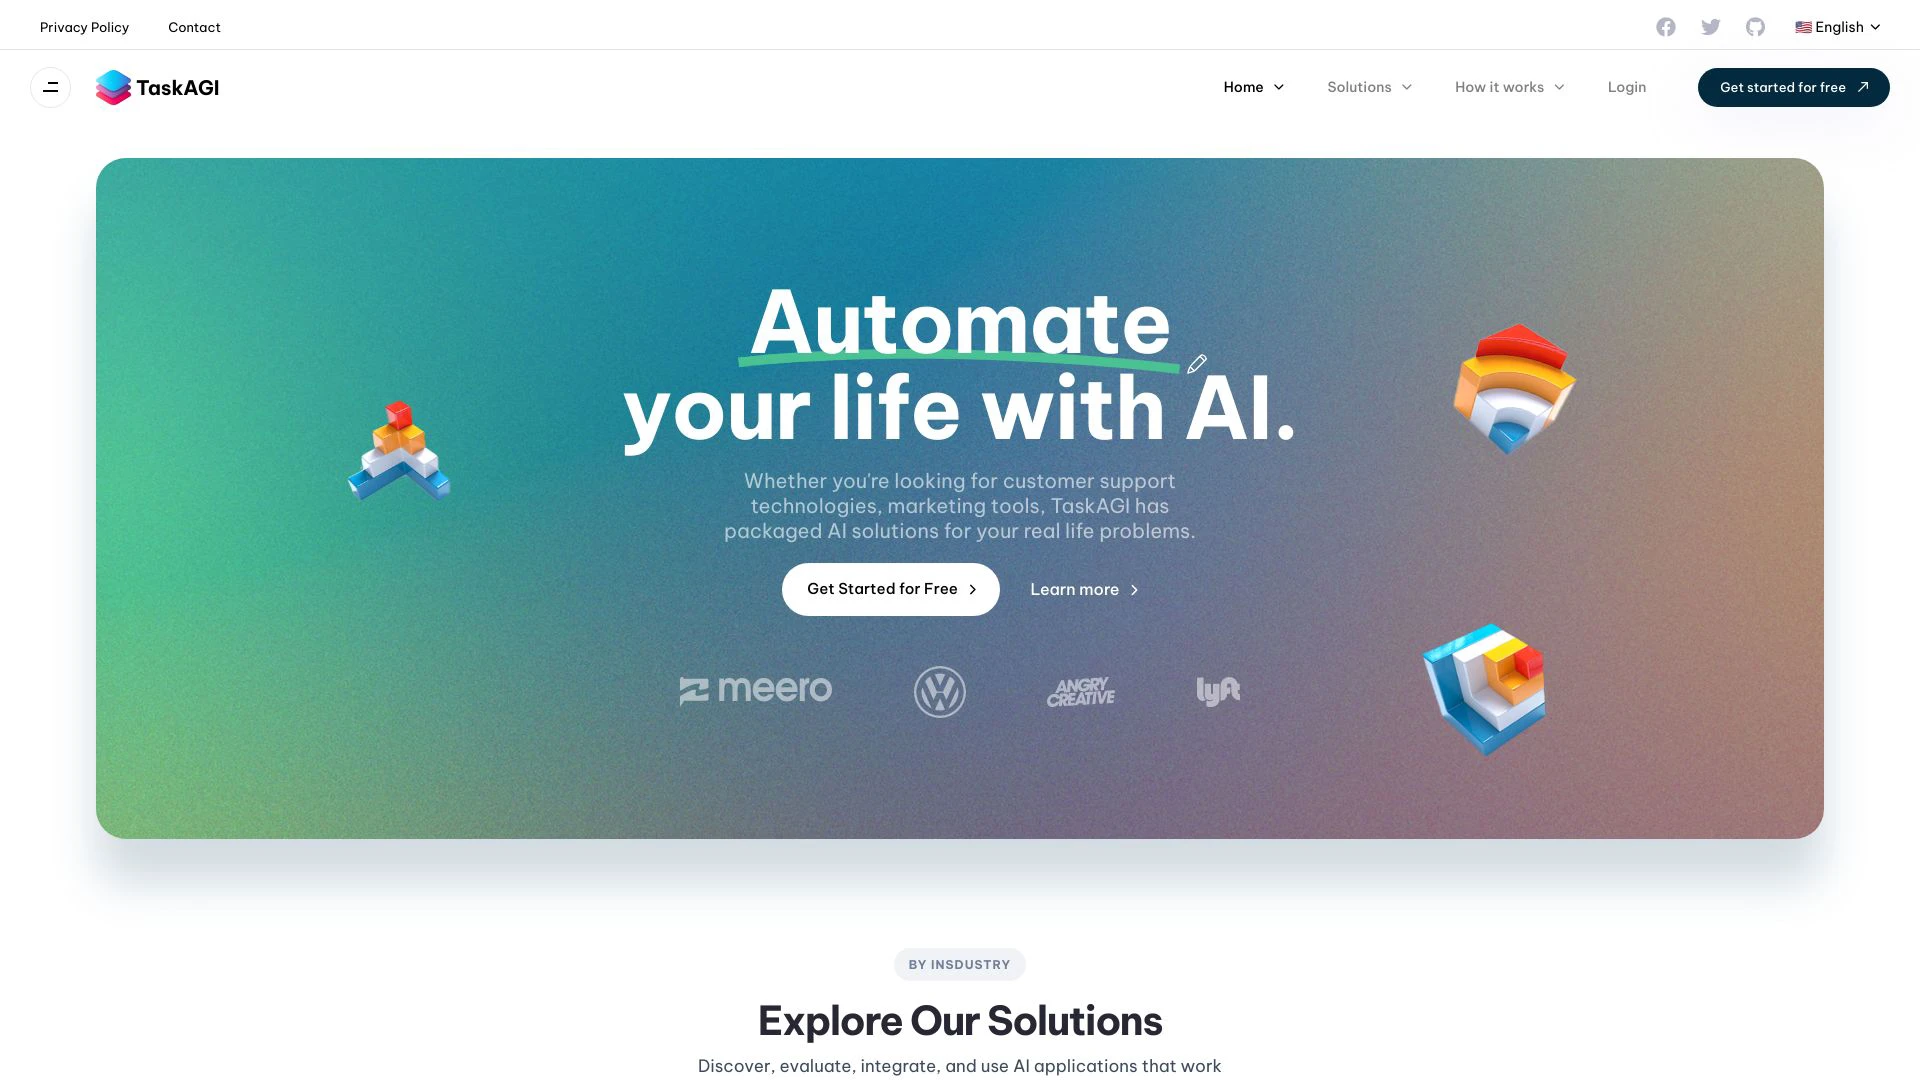 Privacy Policy
Contact
🇺🇸 English
TaskAGI
Home
Solutions
How it works
Login
Get started for free
Automate
your life with AI.
Whether you're looking for customer support
technologies, marketing tools, TaskAGI has
packaged AI solutions for your real life problems.
Get Started for Free
Learn more
meero
ANGRY
CREATIVE
lyft
BY INSDUSTRY
Explore Our Solutions
Discover, evaluate, integrate, and use AI applications that work